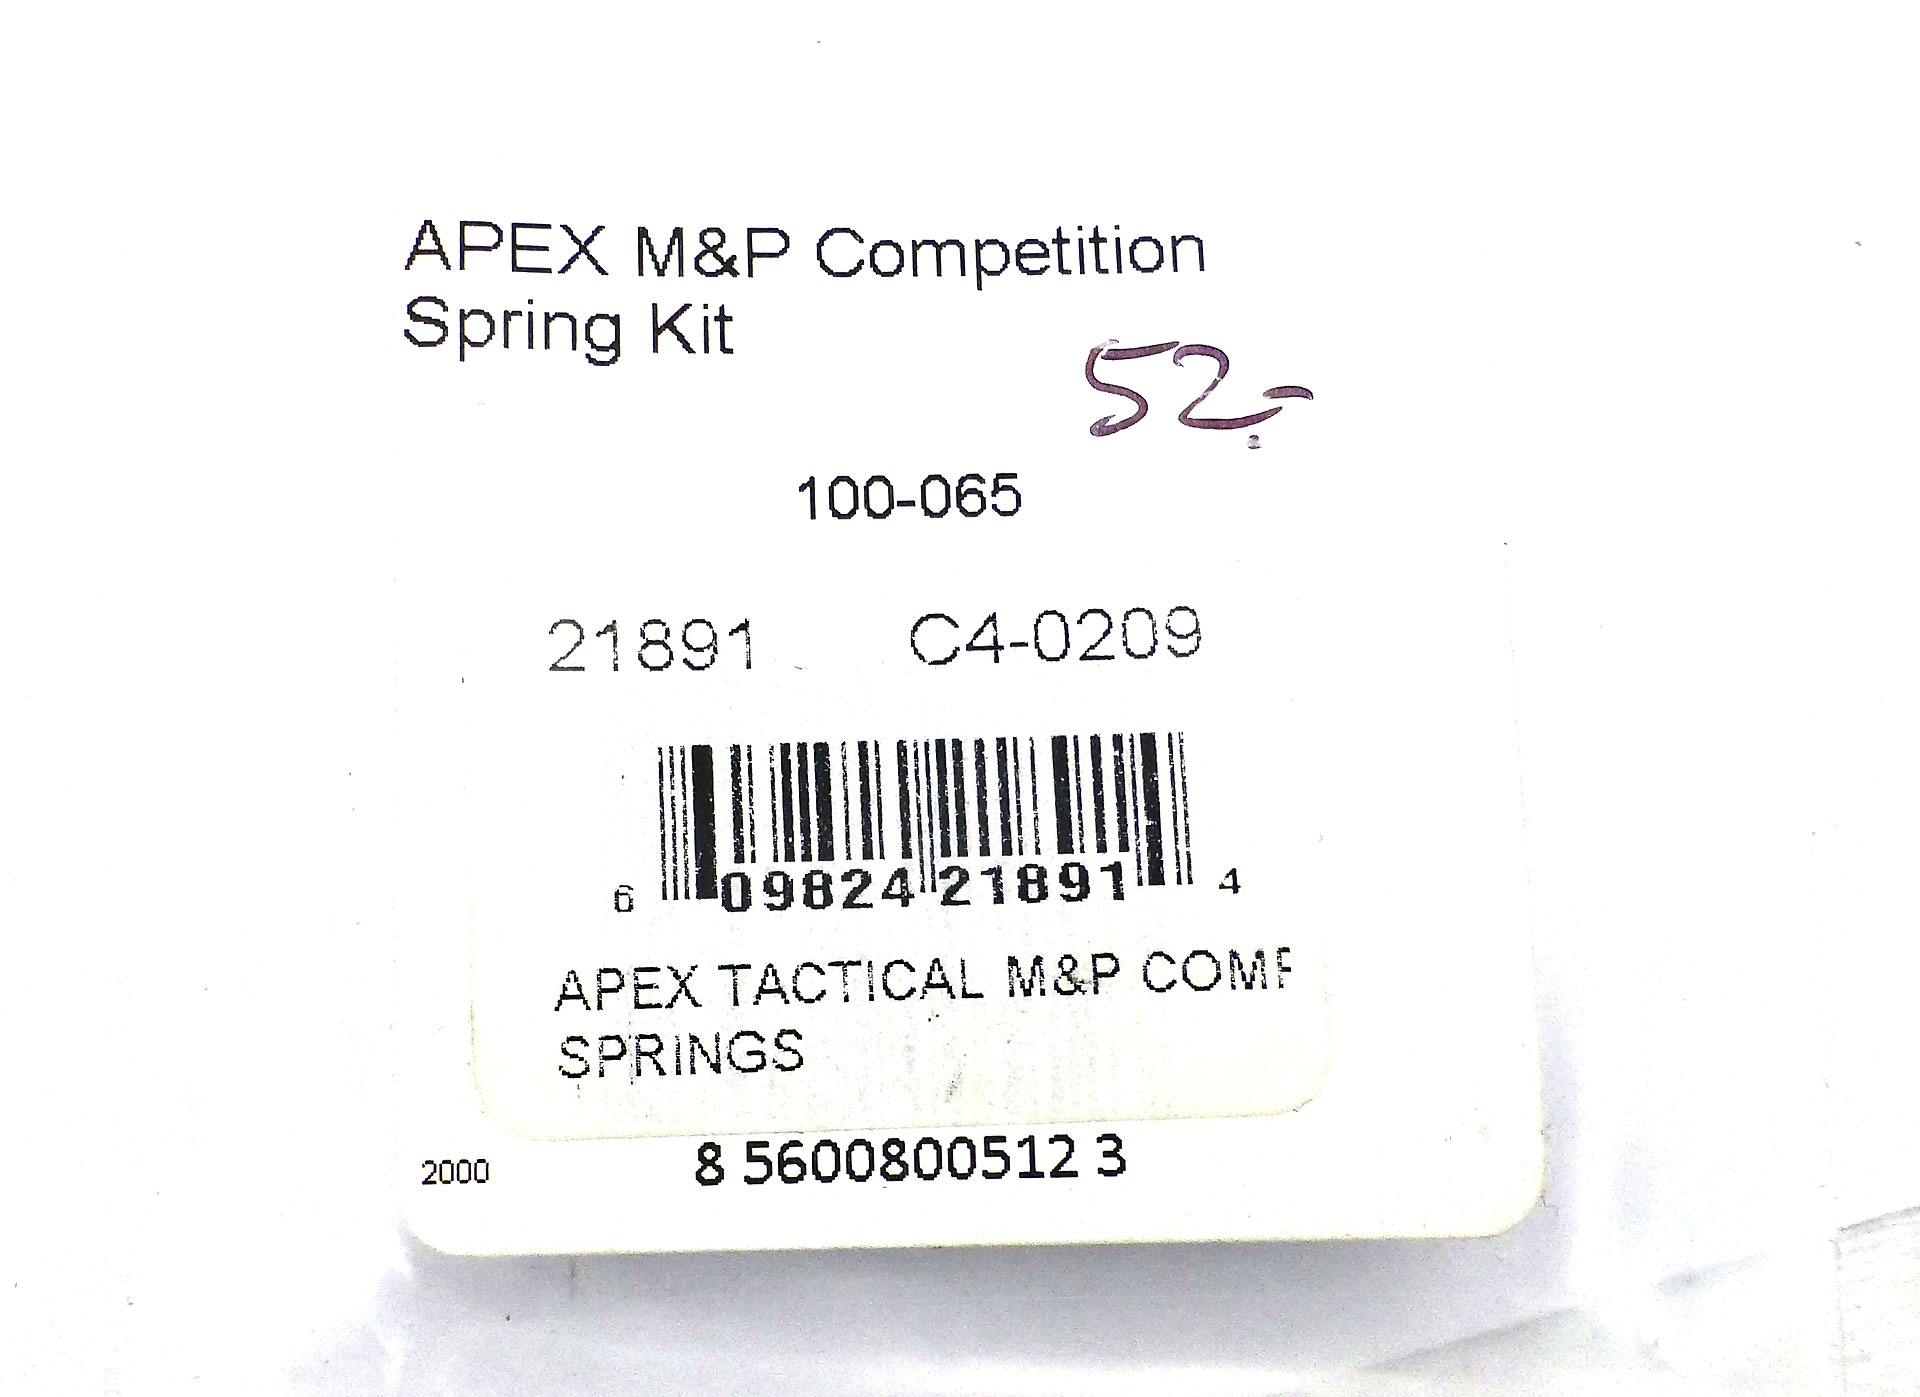 APEX M&P Competition
Spring Kit
52.-
100-065
21891 C4-0209
6 09824 21891 4
APEX TACTICAL M&P COMP
SPRINGS
2000 8 5600800512 3